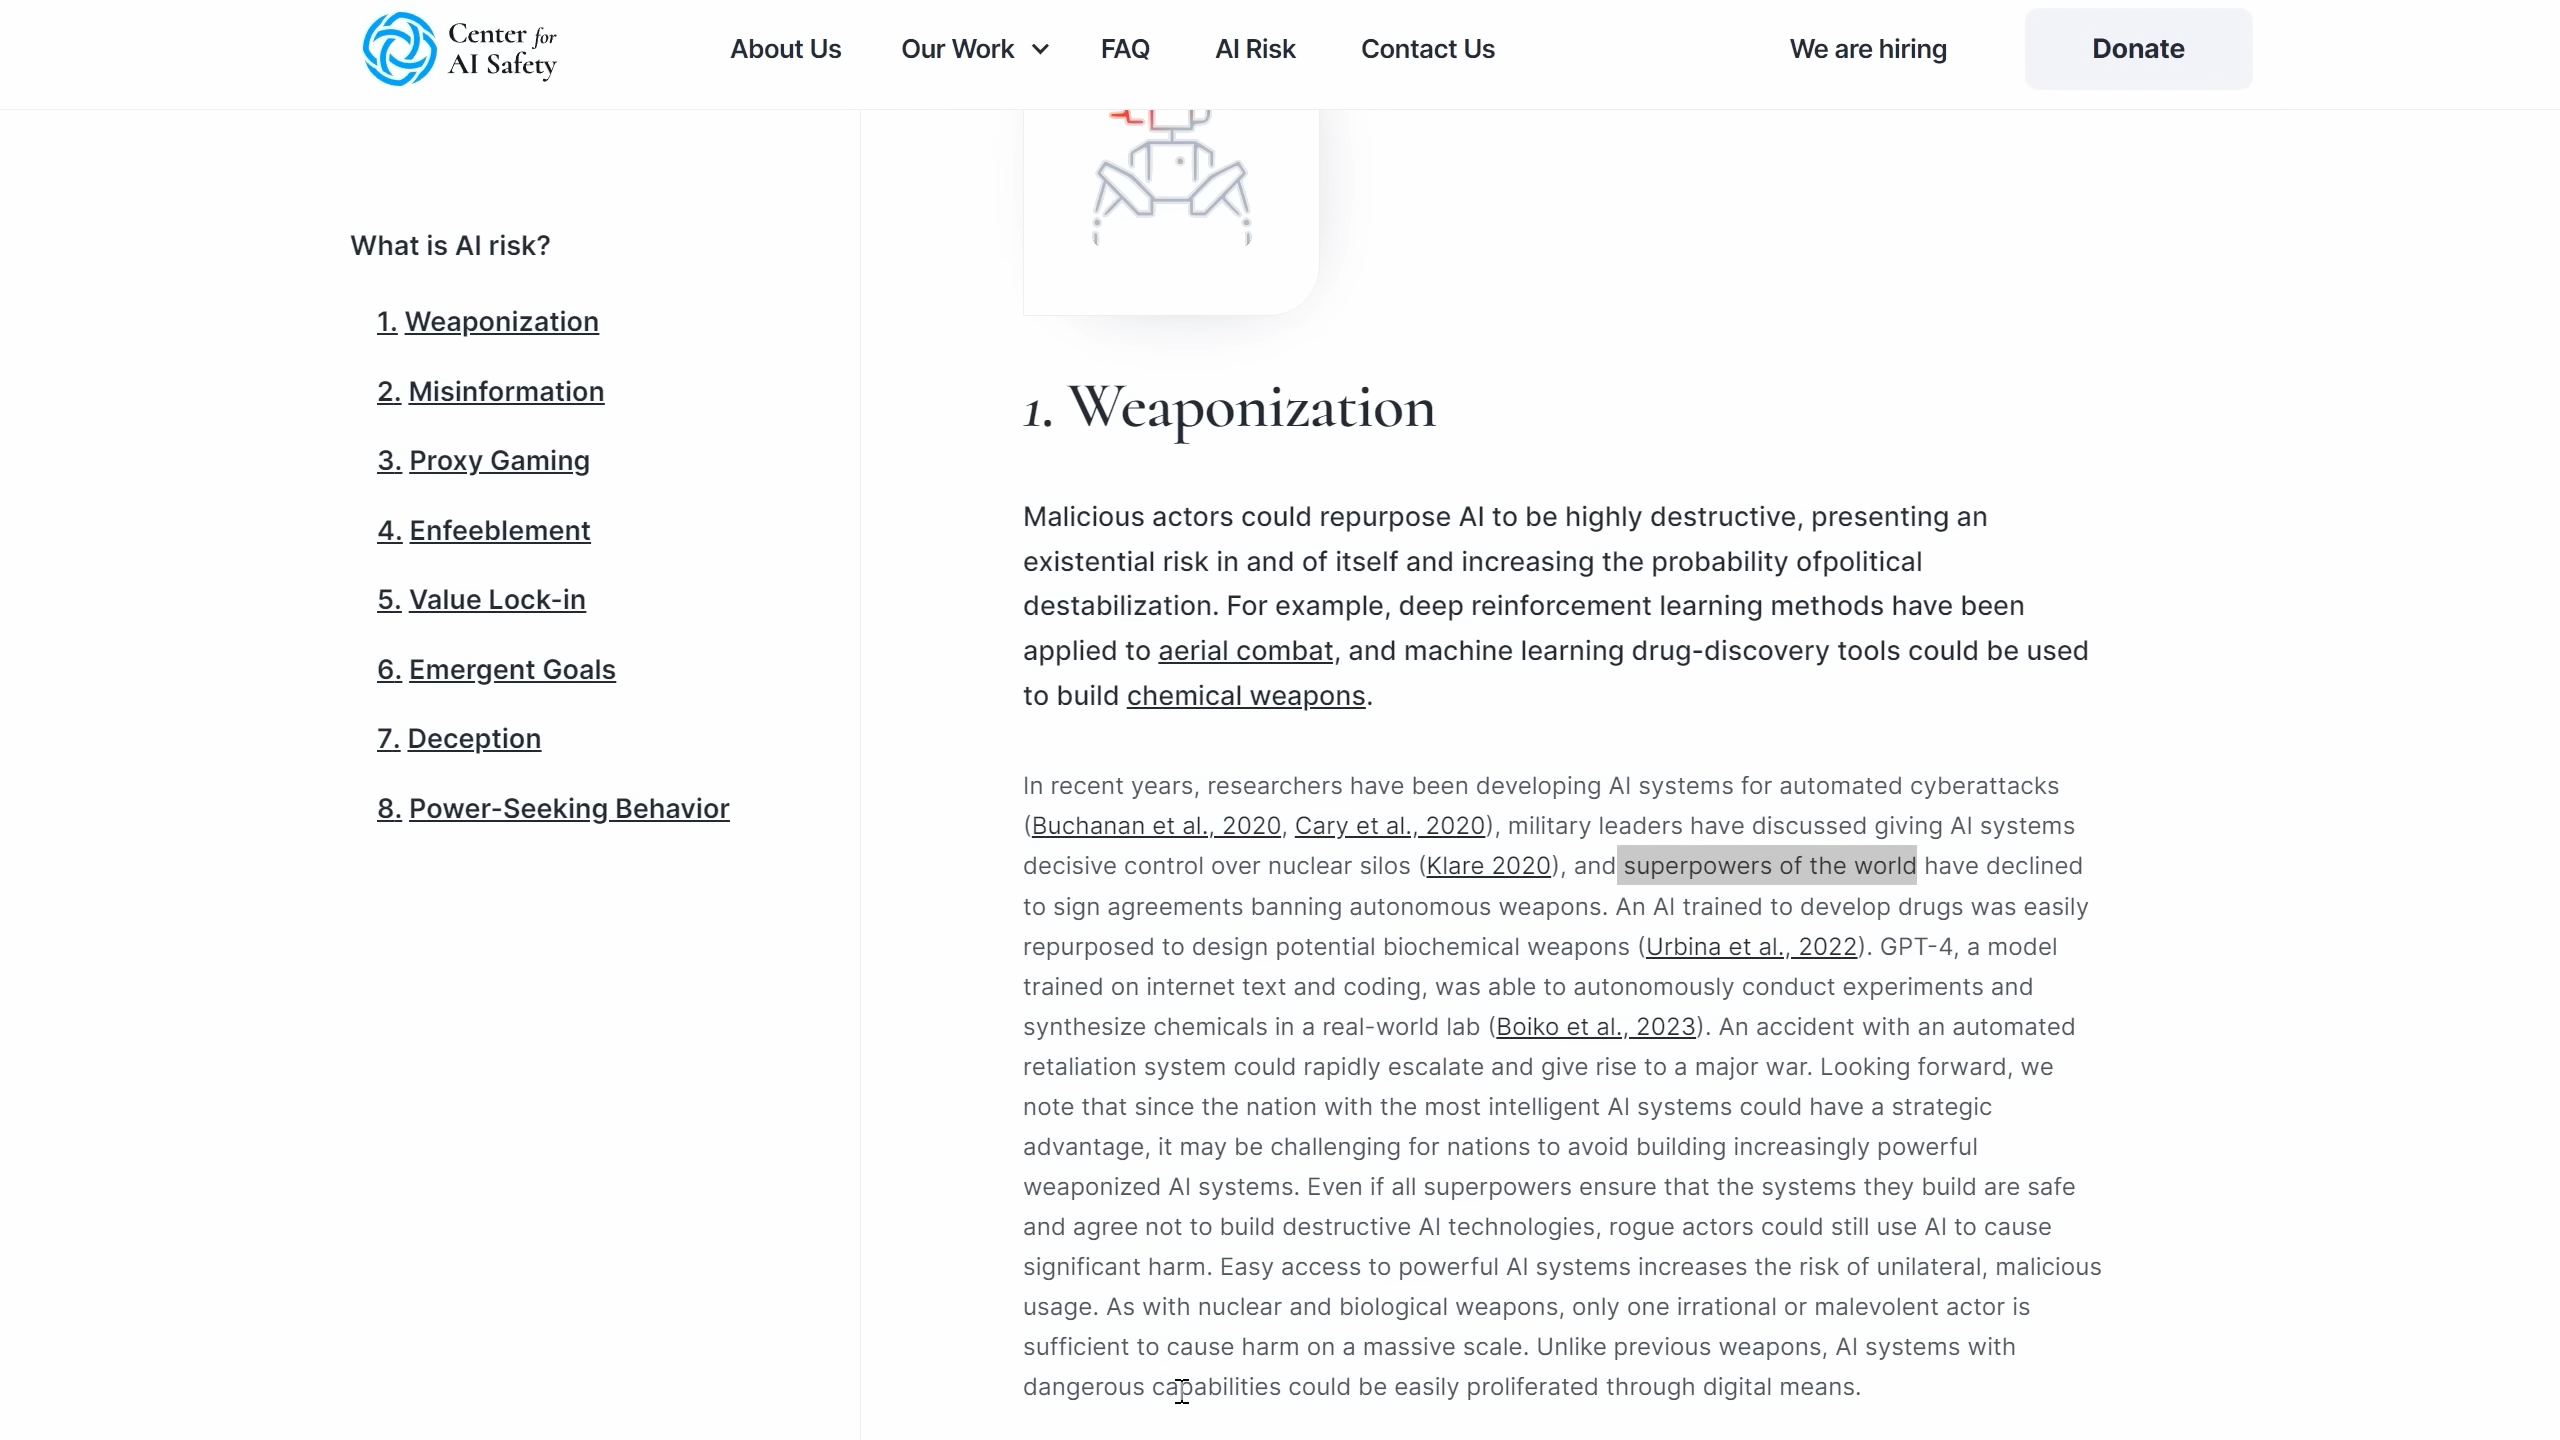 Center for
AI Safety
About Us
Our Work
FAQ
AI Risk
Contact Us
We are hiring
Donate
What is AI risk?
1. Weaponization
2. Misinformation
3. Proxy Gaming
4. Enfeeblement
5. Value Lock-in
6. Emergent Goals
7. Deception
8. Power-Seeking Behavior
1. Weaponization
Malicious actors could repurpose AI to be highly destructive, presenting an
existential risk in and of itself and increasing the probability ofpolitical
destabilization. For example, deep reinforcement learning methods have been
applied to aerial combat, and machine learning drug-discovery tools could be used
to build chemical weapons.
In recent years, researchers have been developing AI systems for automated cyberattacks
(Buchanan et al., 2020, Cary et al., 2020), military leaders have discussed giving AI systems
decisive control over nuclear silos (Klare 2020), and superpowers of the world have declined
to sign agreements banning autonomous weapons. An AI trained to develop drugs was easily
repurposed to design potential biochemical weapons (Urbina et al., 2022). GPT-4, a model
trained on internet text and coding, was able to autonomously conduct experiments and
synthesize chemicals in a real-world lab (Boiko et al., 2023). An accident with an automated
retaliation system could rapidly escalate and give rise to a major war. Looking forward, we
note that since the nation with the most intelligent AI systems could have a strategic
advantage, it may be challenging for nations to avoid building increasingly powerful
weaponized AI systems. Even if all superpowers ensure that the systems they build are safe
and agree not to build destructive AI technologies, rogue actors could still use AI to cause
significant harm. Easy access to powerful AI systems increases the risk of unilateral, malicious
usage. As with nuclear and biological weapons, only one irrational or malevolent actor is
sufficient to cause harm on a massive scale. Unlike previous weapons, AI systems with
dangerous capabilities could be easily proliferated through digital means.